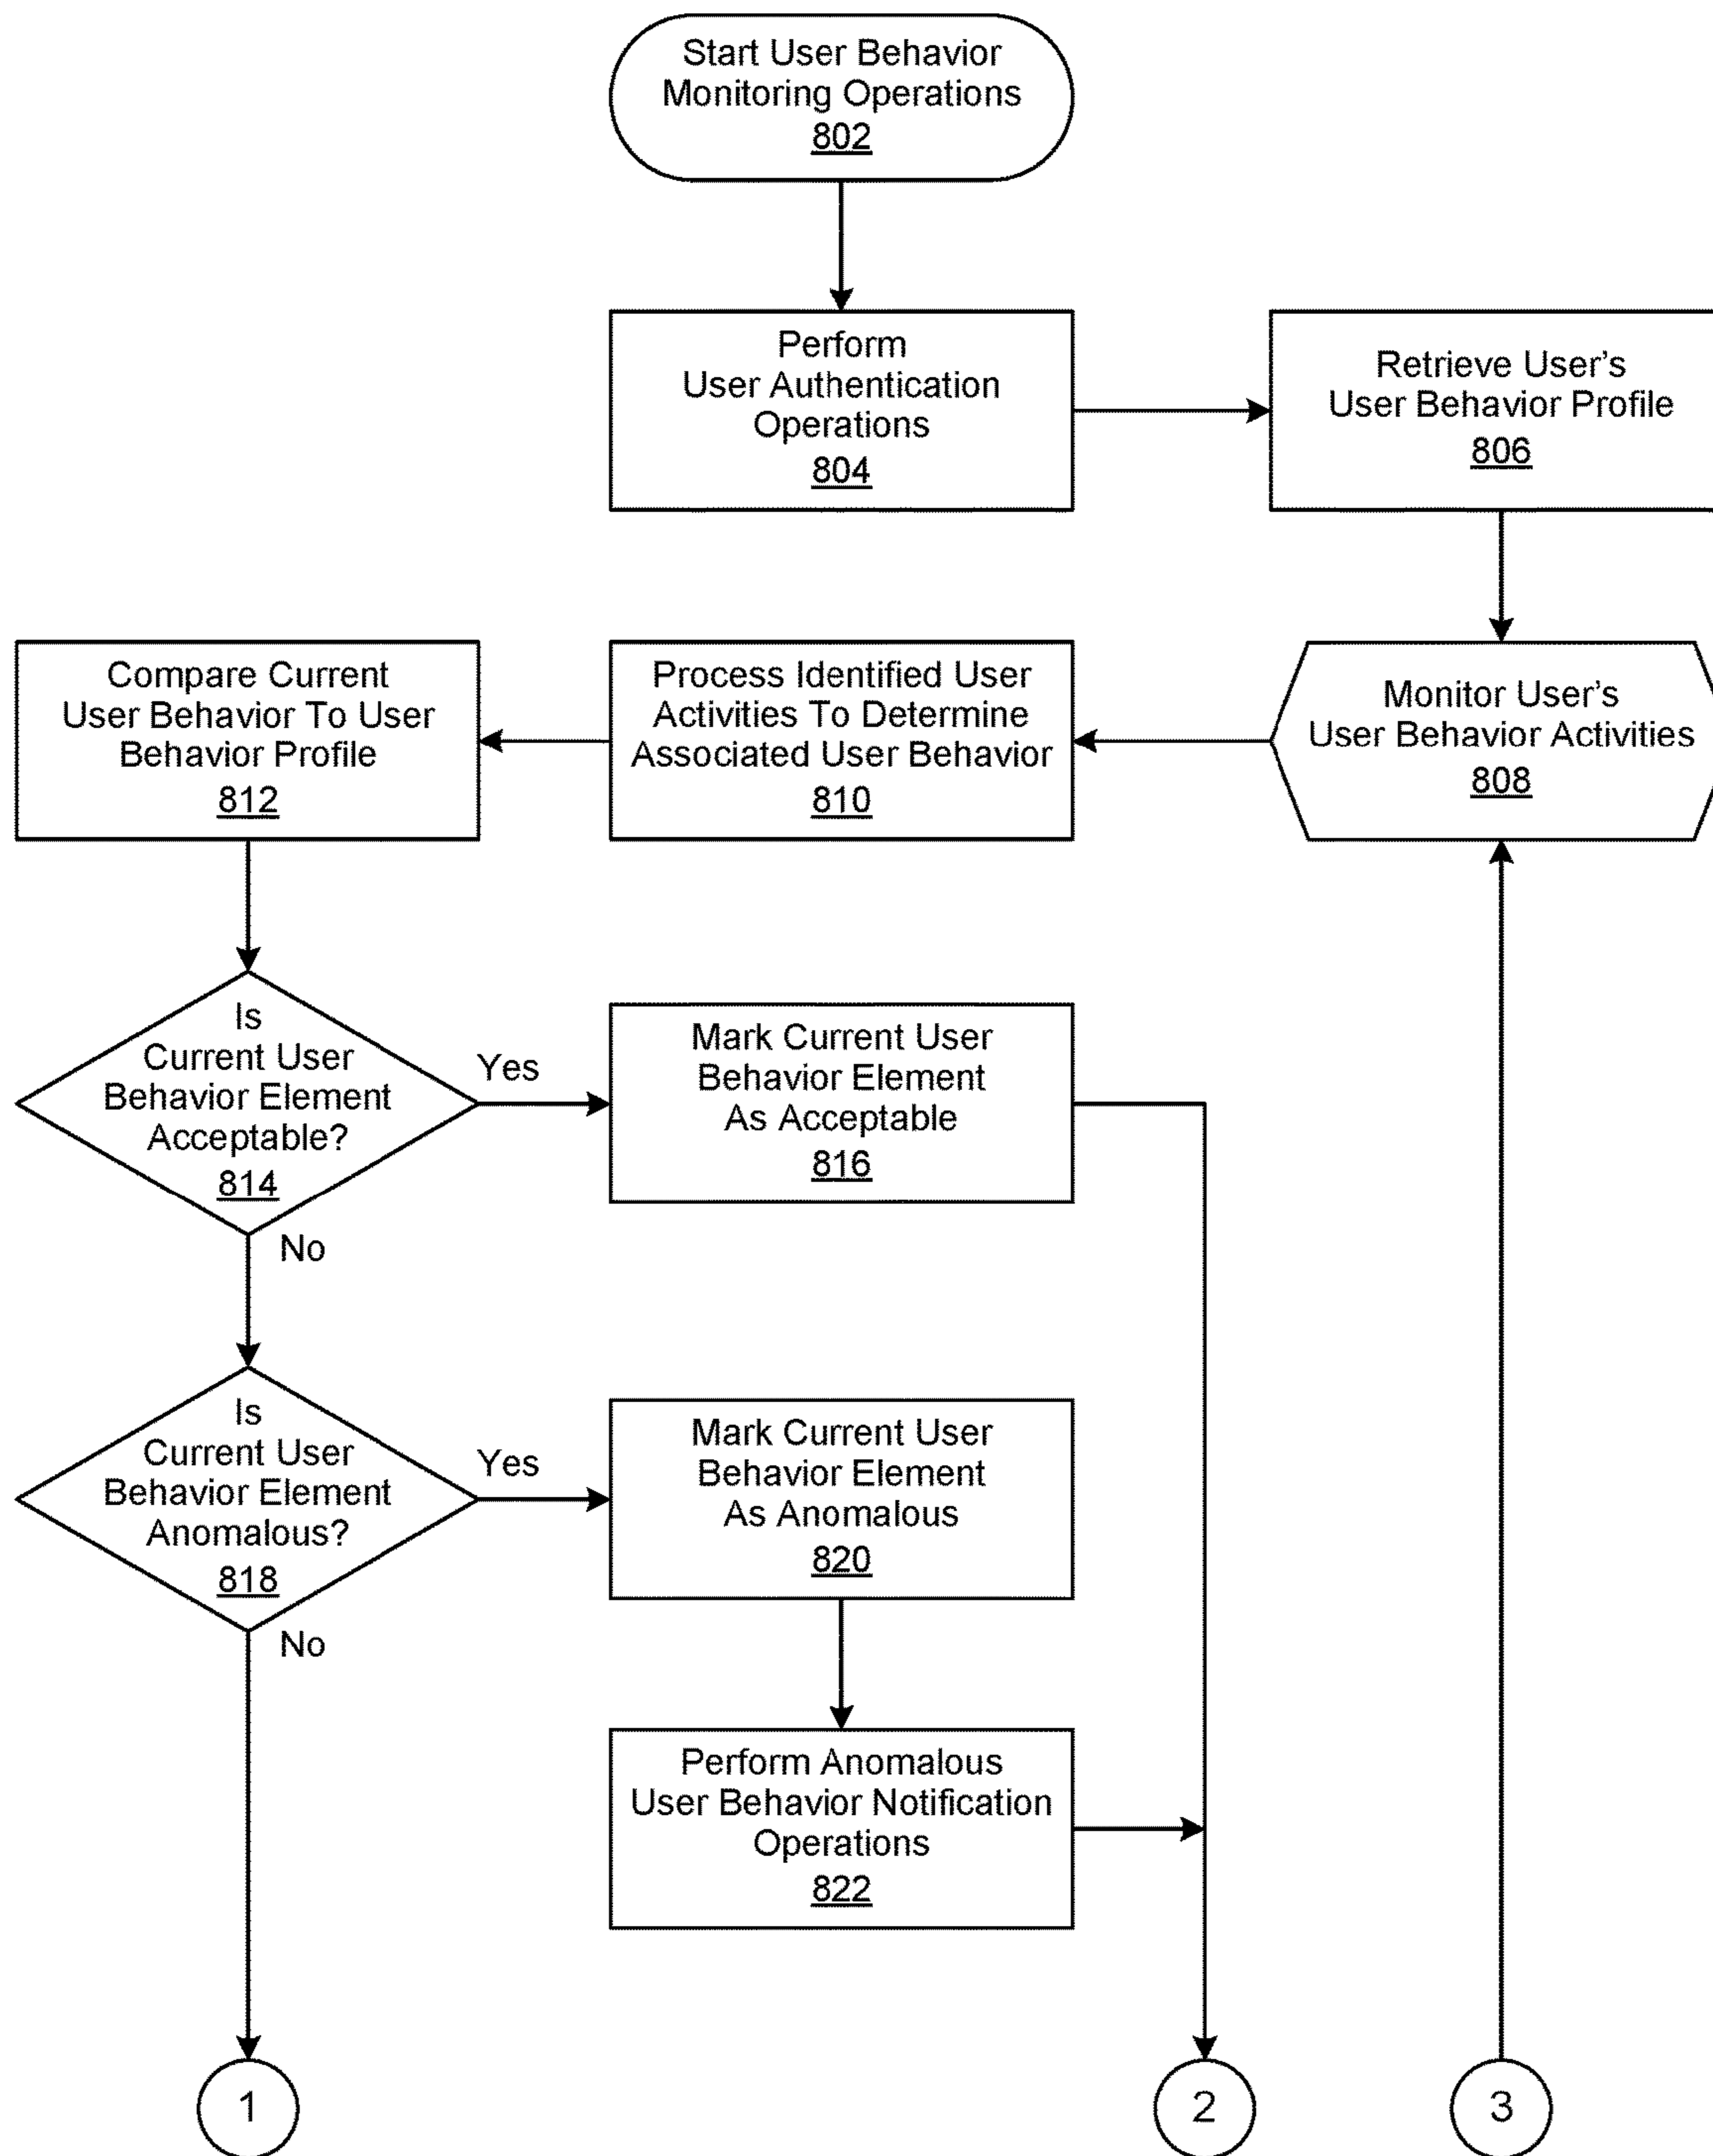 Start User Behavior
Monitoring Operations
802
Perform
User Authentication
Operations
804
Retrieve User's
User Behavior Profile
806
Compare Current
User Behavior To User
Behavior Profile
812
Process Identified User
Activities To Determine
Associated User Behavior
810
Monitor User's
User Behavior Activities
808
Is
Current User
Behavior Element
Acceptable?
814
Yes
No
Mark Current User
Behavior Element
As Acceptable
816
Is
Current User
Behavior Element
Anomalous?
818
Yes
No
Mark Current User
Behavior Element
As Anomalous
820
Perform Anomalous
User Behavior Notification
Operations
822
1
2
3